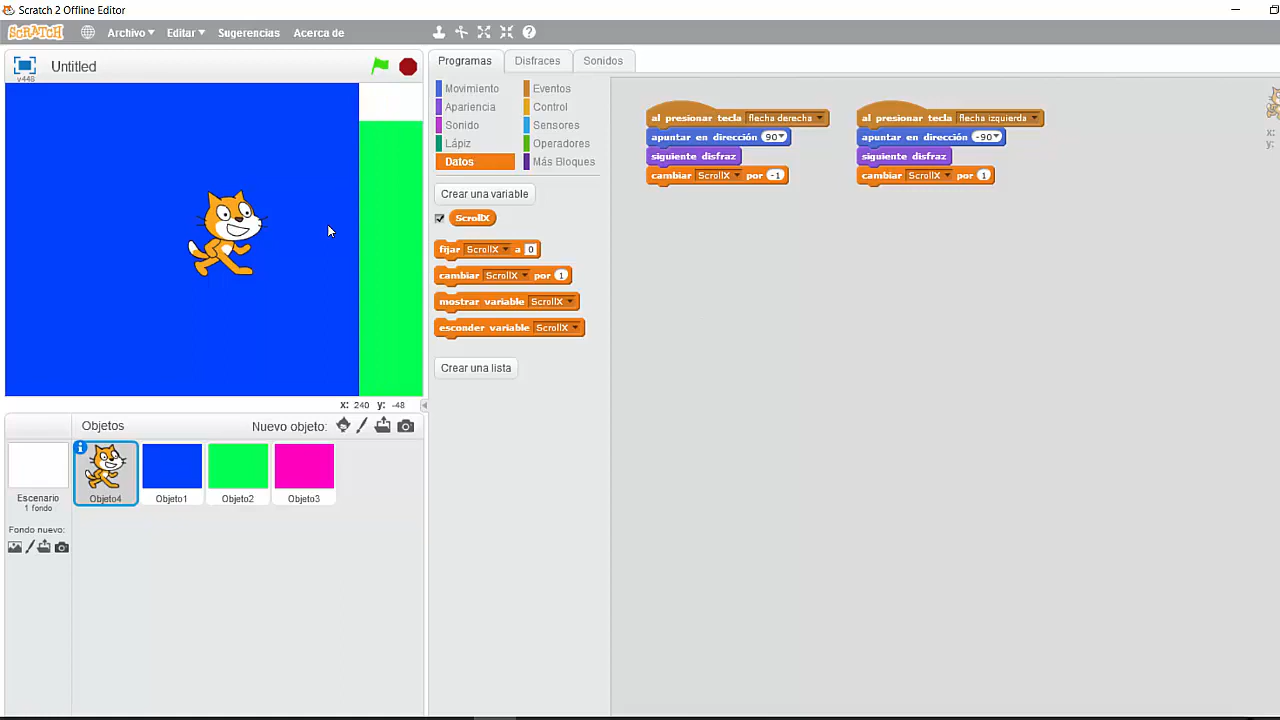 Scratch 2 Offline Editor
SCRATCH Archivo Editar Sugerencias Acerca de
v448 Untitled
Programas Disfraces Sonidos
Movimiento Eventos
Apariencia Control
Sonido Sensores
Lápiz Operadores
Datos Más Bloques
Crear una variable
ScrollX
fijar ScrollX a 0
cambiar ScrollX por 1
mostrar variable ScrollX
esconder variable ScrollX
Crear una lista
al presionar tecla flecha derecha
apuntar en dirección 90
siguiente disfraz
cambiar ScrollX por -1
al presionar tecla flecha izquierda
apuntar en dirección -90
siguiente disfraz
cambiar ScrollX por 1
x:
y:
x: 240 y: -48
Objetos Nuevo objeto:
Escenario
1 fondo
Fondo nuevo:
Objeto4 Objeto1 Objeto2 Objeto3